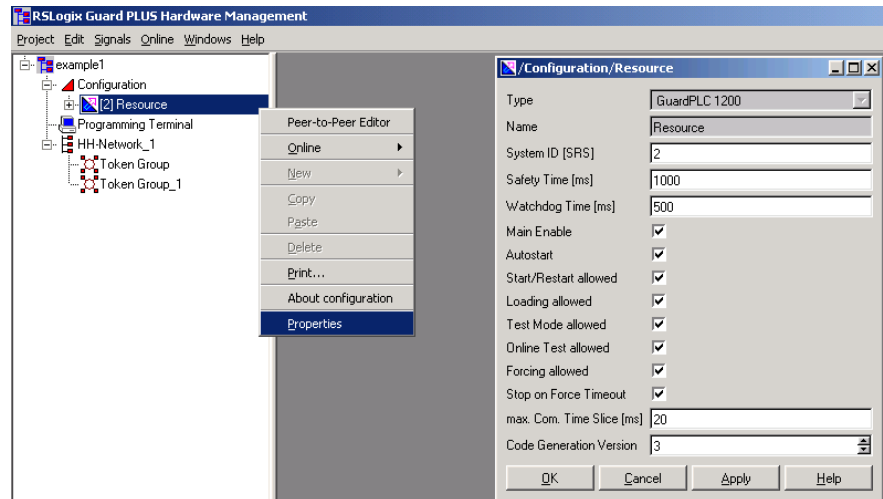 RSLogix Guard PLUS Hardware Management
Project Edit Signals Online Windows Help
example1
Configuration
[2] Resource
Programming Terminal
HH-Network_1
Token Group
Token Group_1
Peer-to-Peer Editor
Online
New
Copy
Paste
Delete
Print...
About configuration
Properties
/Configuration/Resource
Type GuardPLC 1200
Name Resource
System ID [SRS] 2
Safety Time [ms] 1000
Watchdog Time [ms] 500
Main Enable
Autostart
Start/Restart allowed
Loading allowed
Test Mode allowed
Online Test allowed
Forcing allowed
Stop on Force Timeout
max. Com. Time Slice [ms] 20
Code Generation Version 3
OK Cancel Apply Help